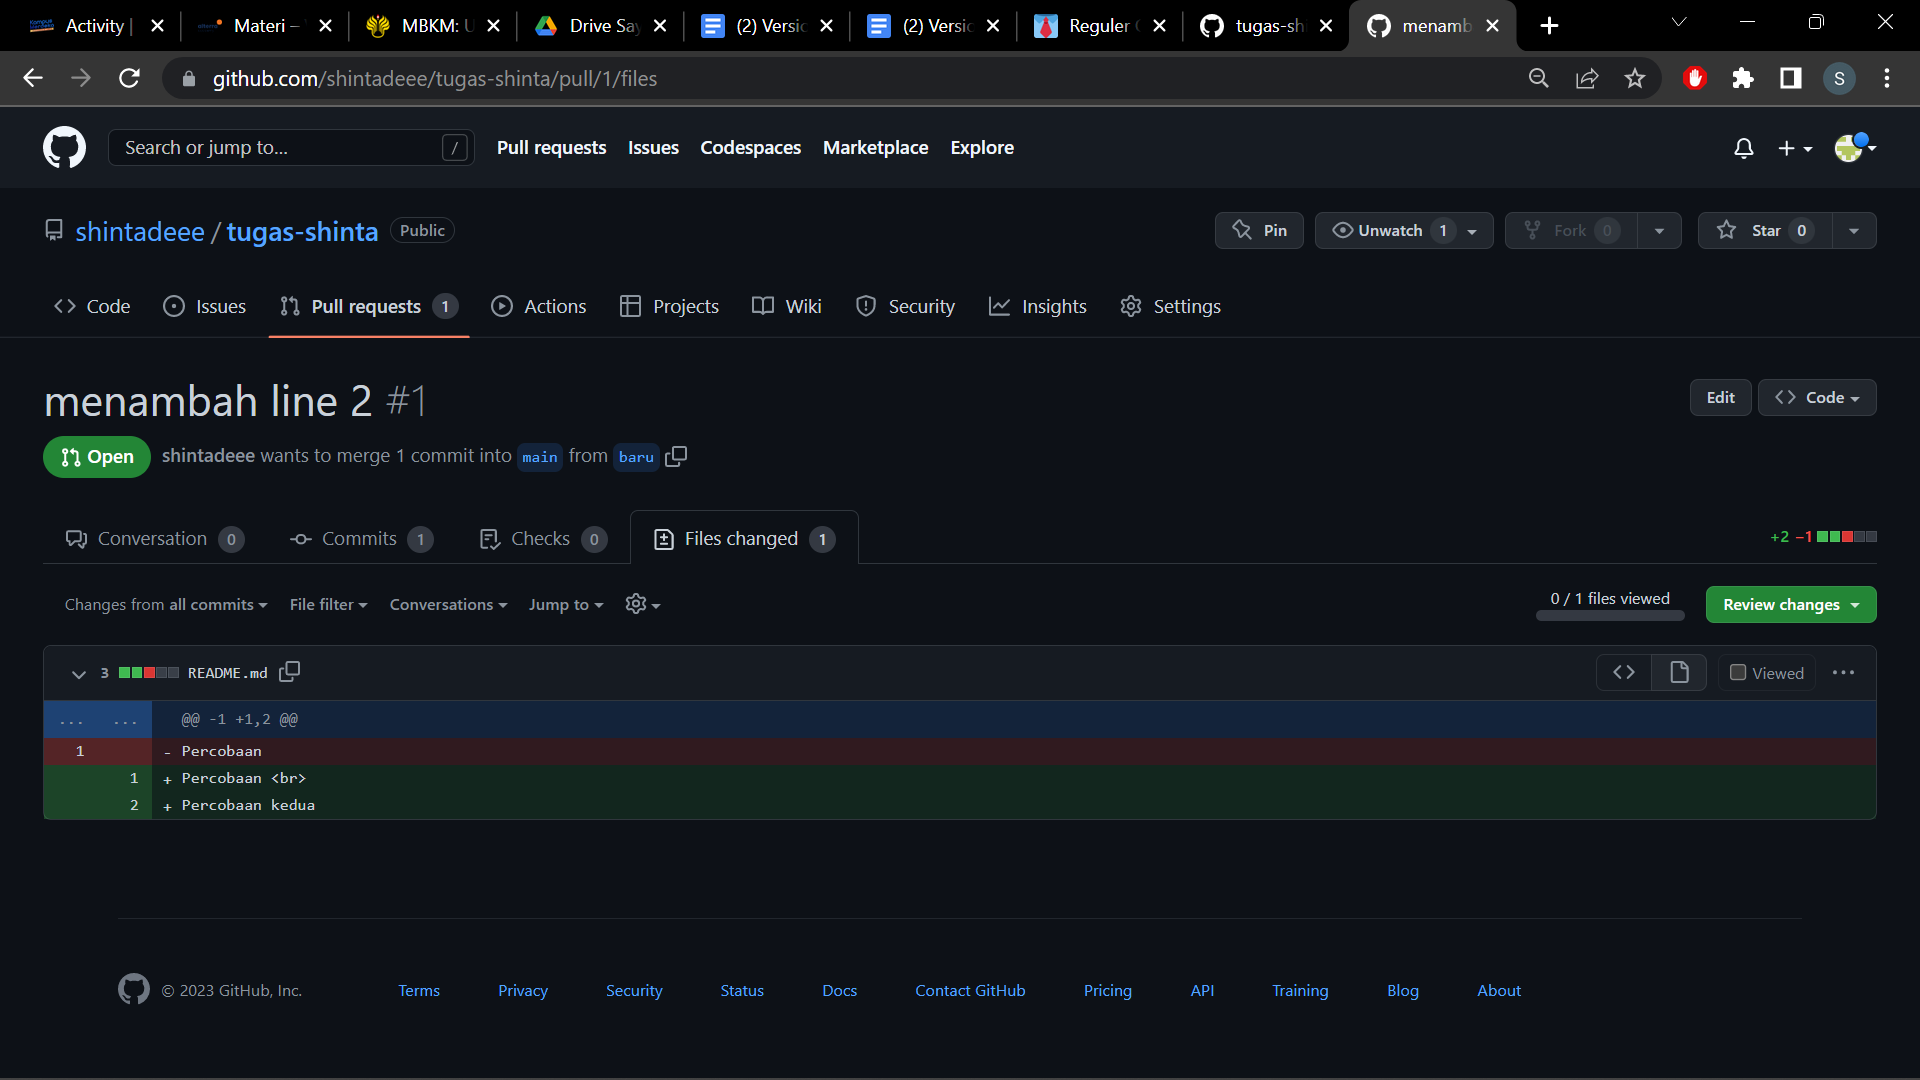 Activity |
Materi –
MBKM: U
Drive Say
(2) Versic
(2) Versic
Reguler
tugas-shi
menamb
github.com/shintadeee/tugas-shinta/pull/1/files
S
Search or jump to... /
Pull requests Issues Codespaces Marketplace Explore
shintadeee / tugas-shinta Public
Pin
Unwatch 1
Fork 0
Star 0
Code Issues Pull requests 1 Actions Projects Wiki Security Insights Settings
menambah line 2 #1
Edit Code
Open shintadeee wants to merge 1 commit into main from baru
Conversation 0 Commits 1 Checks 0 Files changed 1
+2 −1
Changes from all commits File filter Conversations Jump to
0 / 1 files viewed
Review changes
3 README.md
Viewed
... ... @@ -1 +1,2 @@
1 - Percobaan
1 + Percobaan <br>
2 + Percobaan kedua
© 2023 GitHub, Inc. Terms Privacy Security Status Docs Contact GitHub Pricing API Training Blog About